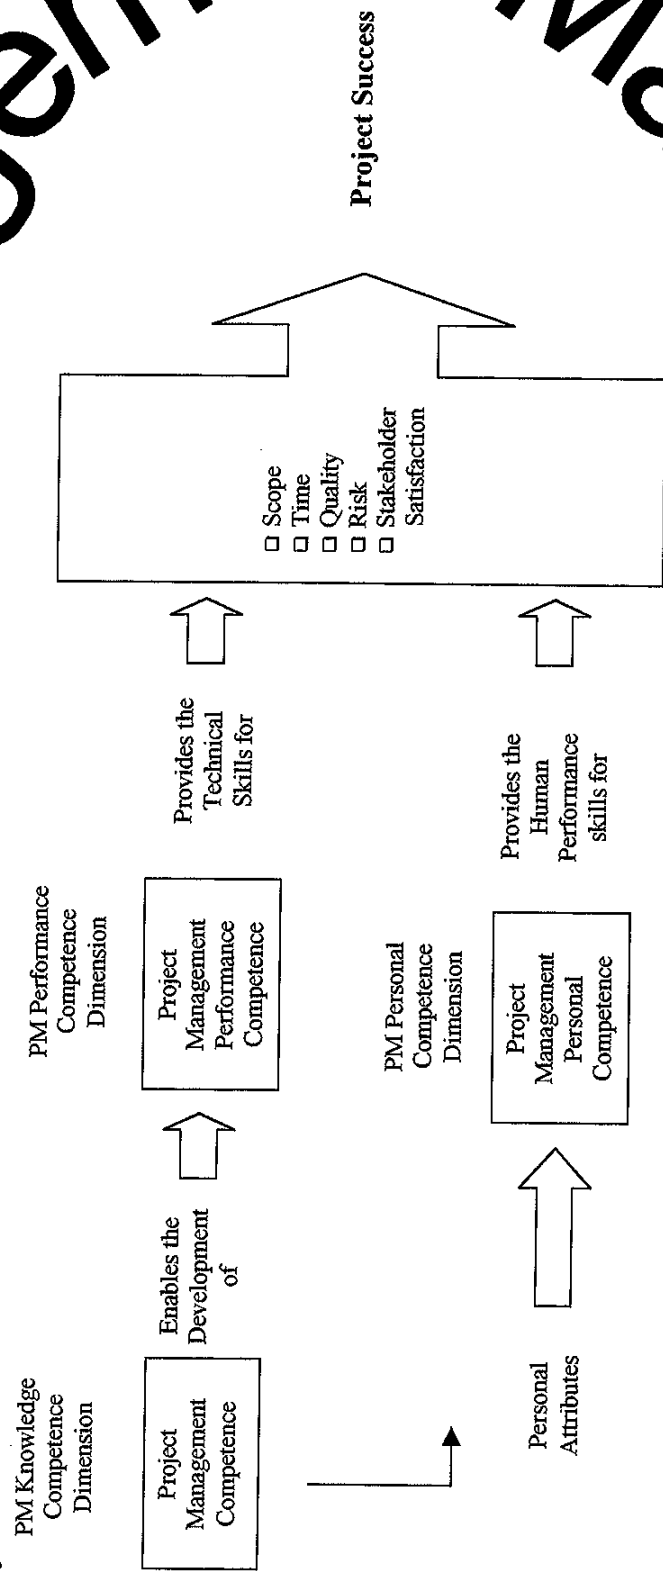 PM Knowledge
Competence
Dimension
Project
Management
Competence
Enables the
Development
of
PM Performance
Competence
Dimension
Project
Management
Performance
Competence
Provides the
Technical
Skills for
Personal
Attributes
PM Personal
Competence
Dimension
Project
Management
Personal
Competence
Provides the
Human
Performance
skills for
□ Scope
□ Time
□ Quality
□ Risk
□ Stakeholder
Satisfaction
Project Success